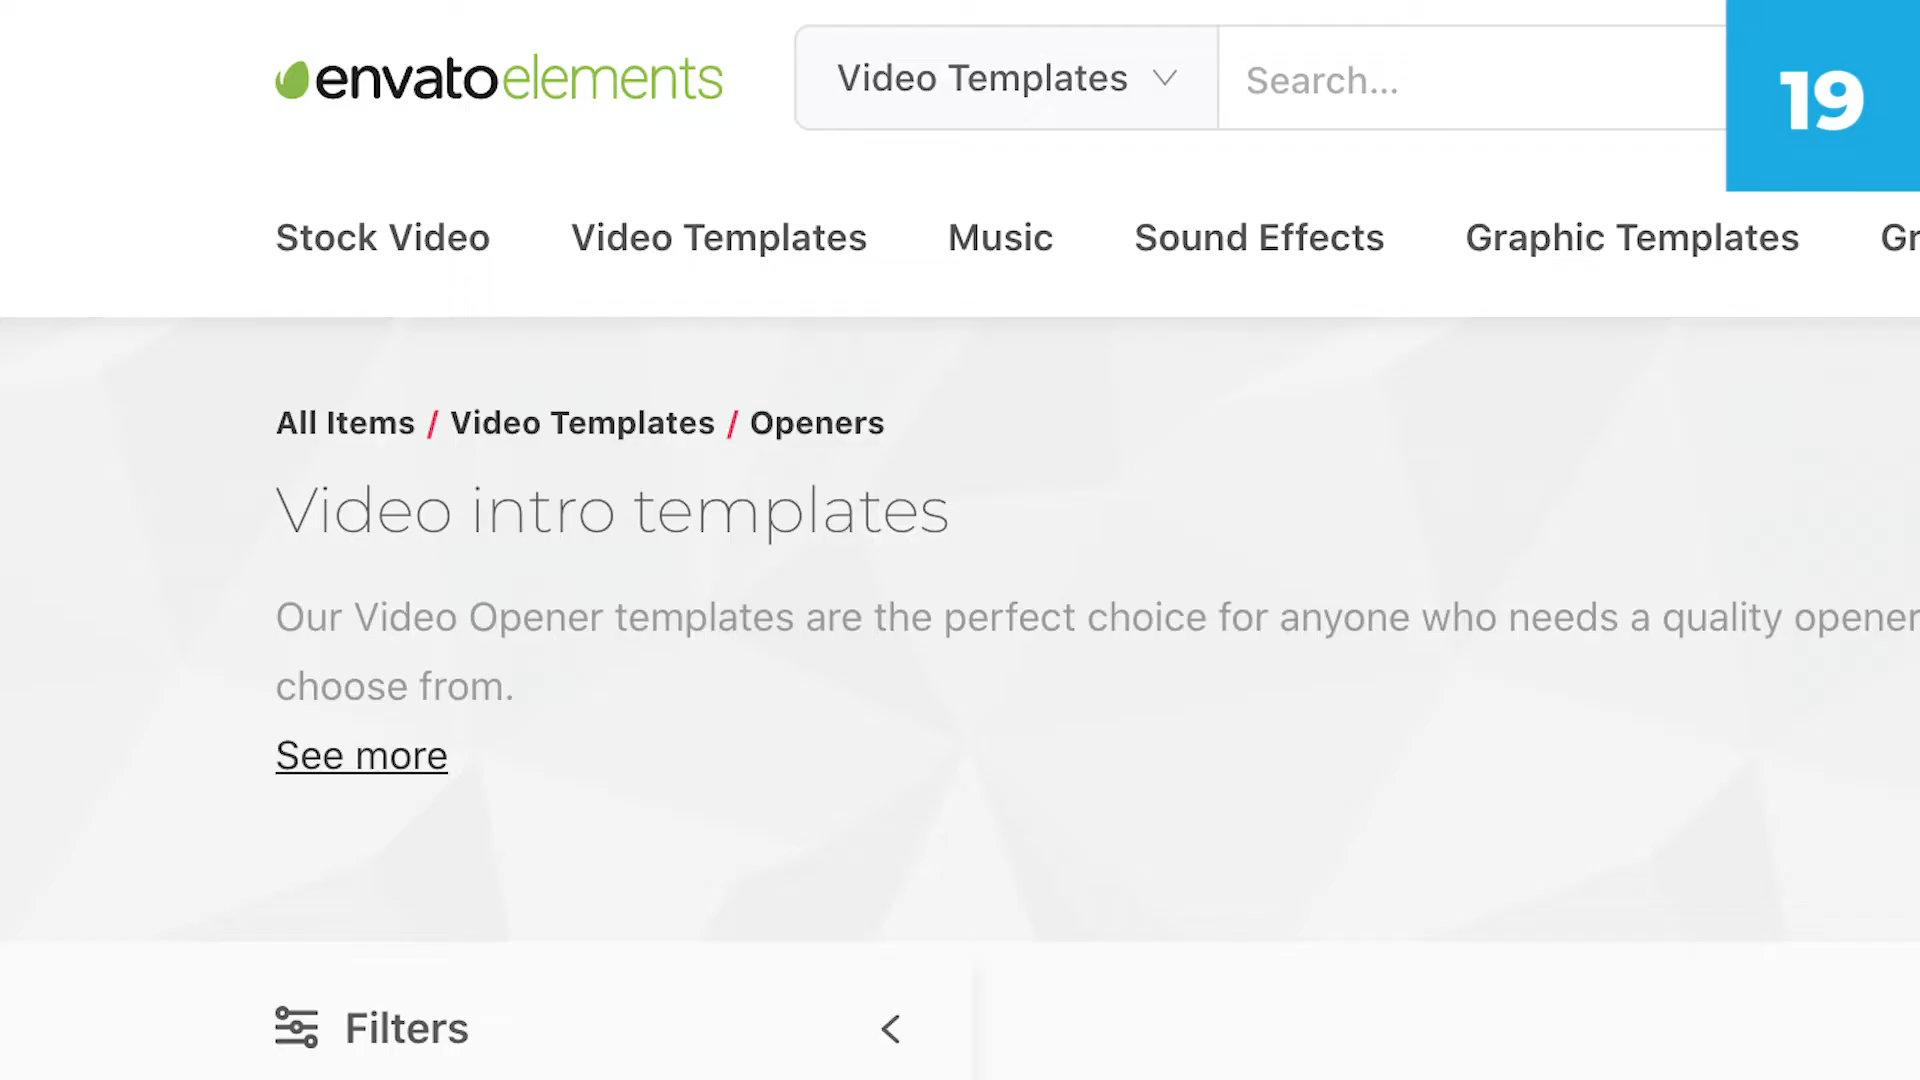 envatoelements
Video Templates
Search...
19
Stock Video
Video Templates
Music
Sound Effects
Graphic Templates
Gr
All Items / Video Templates / Openers
Video intro templates
Our Video Opener templates are the perfect choice for anyone who needs a quality opener
choose from.
See more
Filters